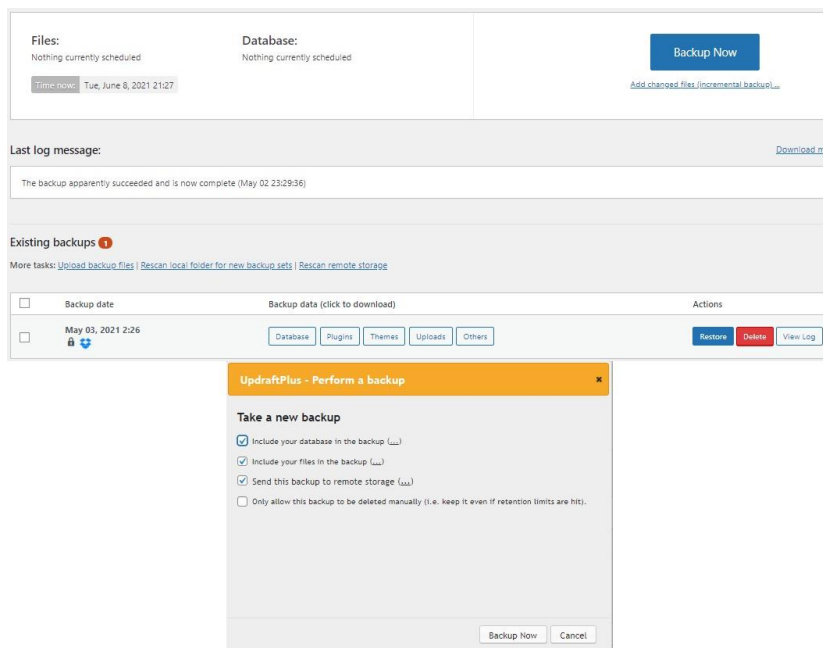 Files:
Database:
Nothing currently scheduled
Nothing currently scheduled
Backup Now
Time now: Tue, June 8, 2021 21:27
Add changed files (incremental backup) ...
Last log message:
Download m
The backup apparently succeeded and is now complete (May 02 23:29:36)
Existing backups 1
More tasks: Upload backup files | Rescan local folder for new backup sets | Rescan remote storage
Backup date
Backup data (click to download)
Actions
May 03, 2021 2:26
Database
Plugins
Themes
Uploads
Others
Restore
Delete
View Log
UpdraftPlus - Perform a backup
Take a new backup
Include your database in the backup (...)
Include your files in the backup (...)
Send this backup to remote storage (...)
Only allow this backup to be deleted manually (i.e. keep it even if retention limits are hit).
Backup Now
Cancel